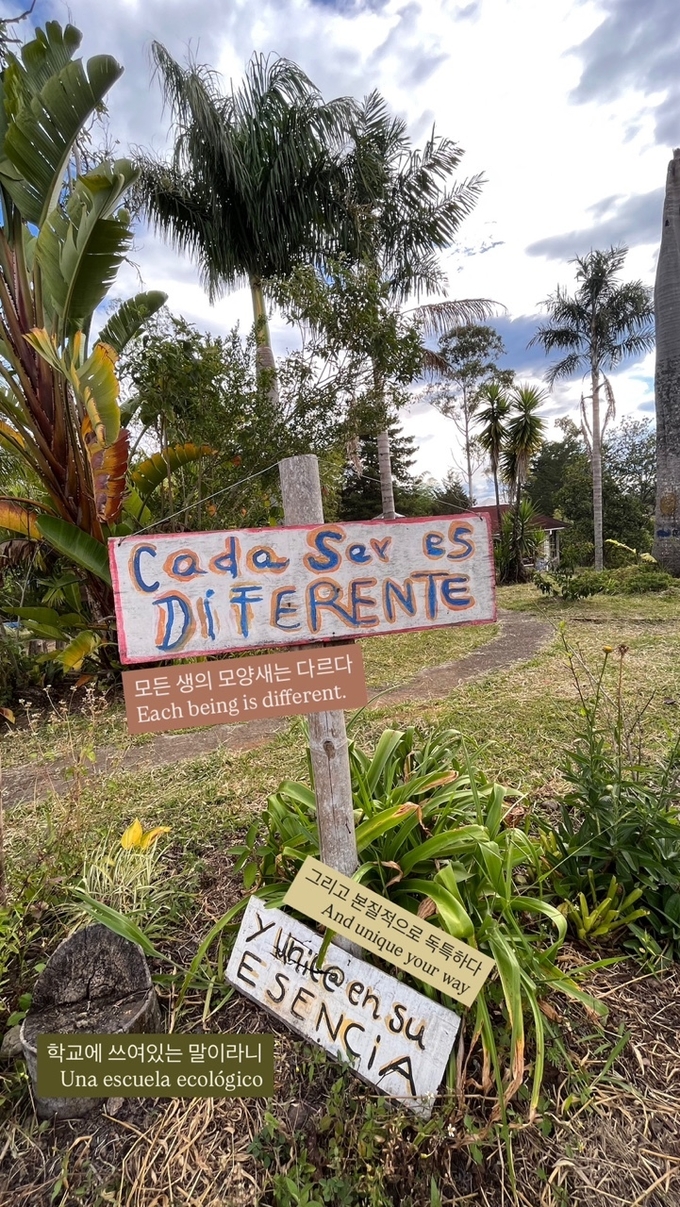 Cada Ser es
DiFERENTE
모든 생의 모양새는 다르다
Each being is different.
그리고 본질적으로 독특하다
And unique your way
Y UNic@ en su
ESENCiA
학교에 쓰여있는 말이라니
Una escuela ecológico